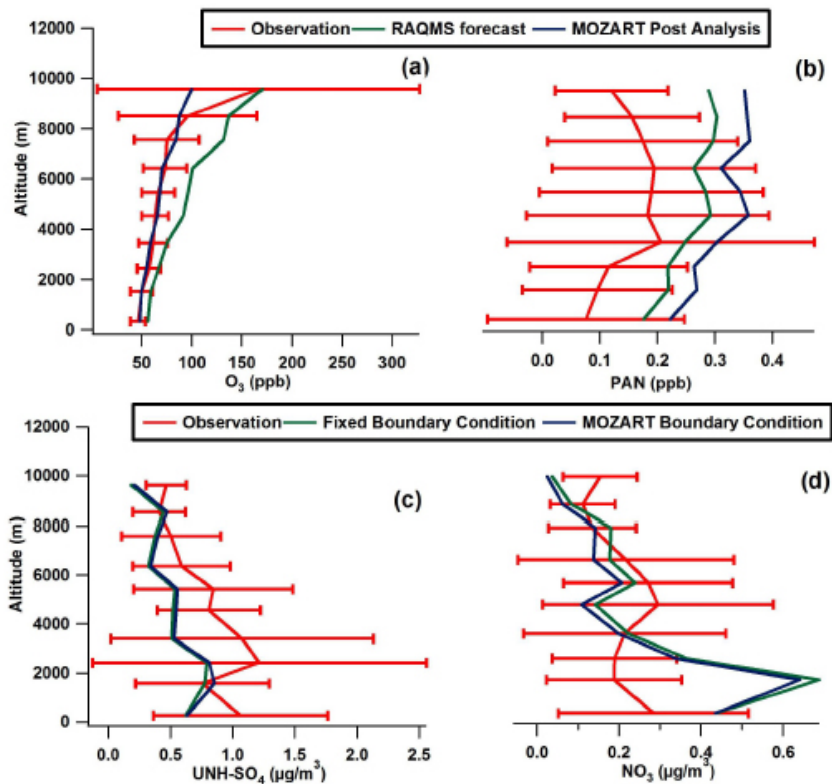 Observation RAQMS forecast MOZART Post Analysis
(a)
(b)
12000
10000
8000
6000
4000
2000
0
Altitude (m)
50 100 150 200 250 300
O3 (ppb)
0.0 0.1 0.2 0.3 0.4
PAN (ppb)
Observation Fixed Boundary Condition MOZART Boundary Condition
(c)
(d)
12000
10000
8000
6000
4000
2000
0
Altitude (m)
0.0 0.5 1.0 1.5 2.0 2.5
UNH-SO4 (µg/m³)
0.0 0.2 0.4 0.6
NO3 (µg/m³)